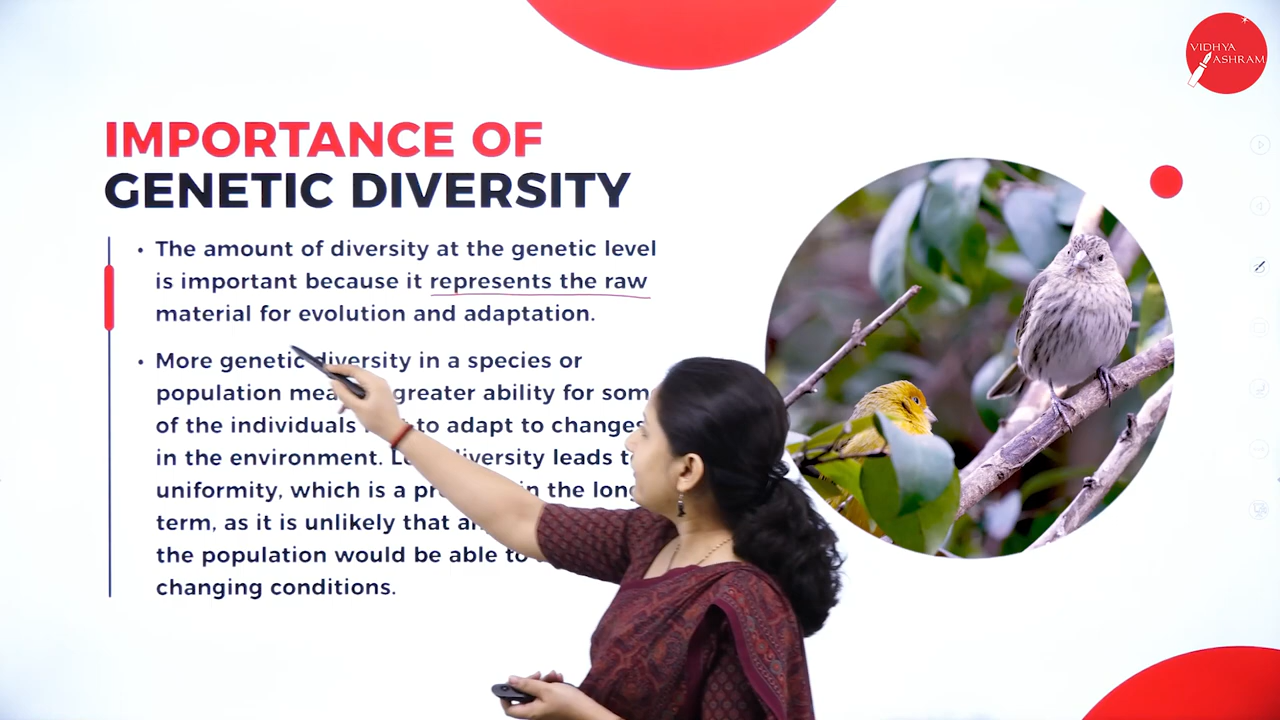 VIDHYA
ASHRAM
IMPORTANCE OF
GENETIC DIVERSITY
• The amount of diversity at the genetic level
is important because it represents the raw
material for evolution and adaptation.
• More genetic diversity in a species or
population greater ability for
of the individuals to adapt to changes
in the environment. diversity leads
uniformity, which is a in the long
term, as it is unlikely that
the population would be able to
changing conditions.